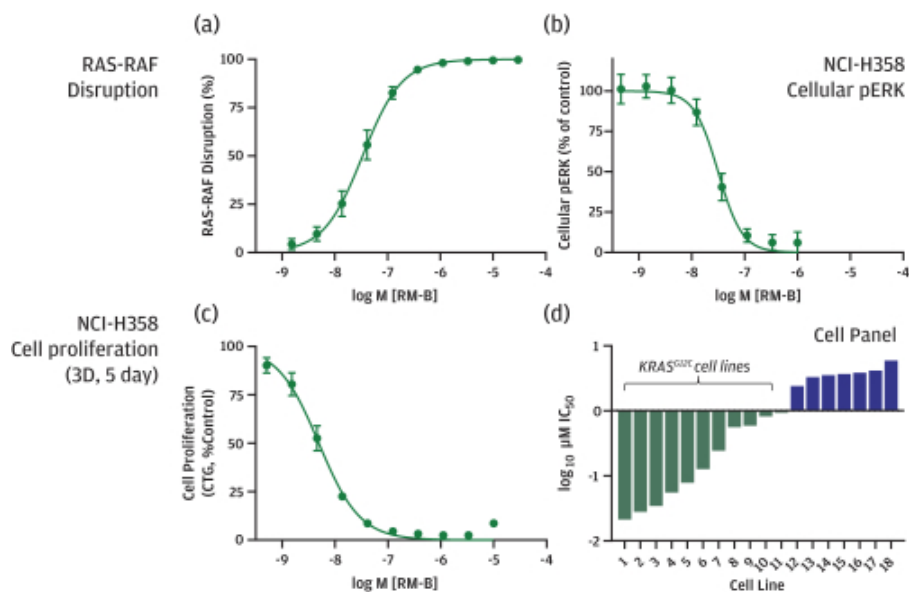 (a)
RAS-RAF
Disruption
RAS-RAF Disruption (%)
100
75
50
25
0
-9 -8 -7 -6 -5 -4
log M [RM-B]
(b)
NCI-H358
Cellular pERK
Cellular pERK (% of control)
100
75
50
25
0
-9 -8 -7 -6 -5 -4
log M [RM-B]
NCI-H358
Cell proliferation
(3D, 5 day)
(c)
Cell Proliferation
(CTG, %Control)
100
75
50
25
0
-9 -8 -7 -6 -5 -4
log M [RM-B]
(d)
Cell Panel
KRASᴳ¹²ᶜ cell lines
log₁₀ µM IC₅₀
1
0
-1
-2
1 2 3 4 5 6 7 8 9 10 11 12 13 14 15 16 17 18
Cell Line